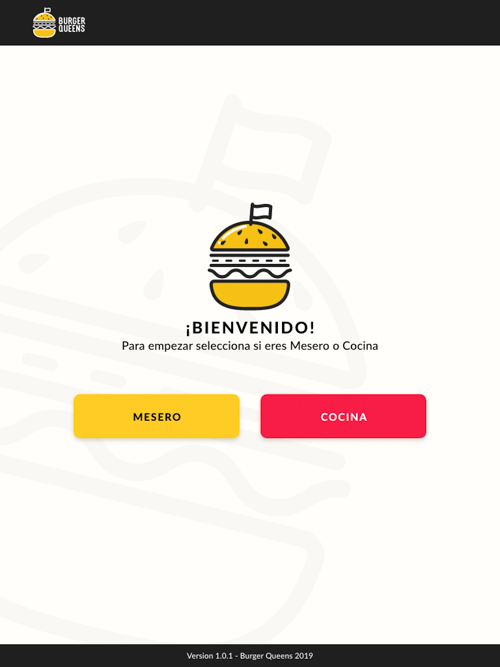 BURGER
QUEENS
¡BIENVENIDO!
Para empezar selecciona si eres Mesero o Cocina
MESERO
COCINA
Version 1.0.1 - Burger Queens 2019